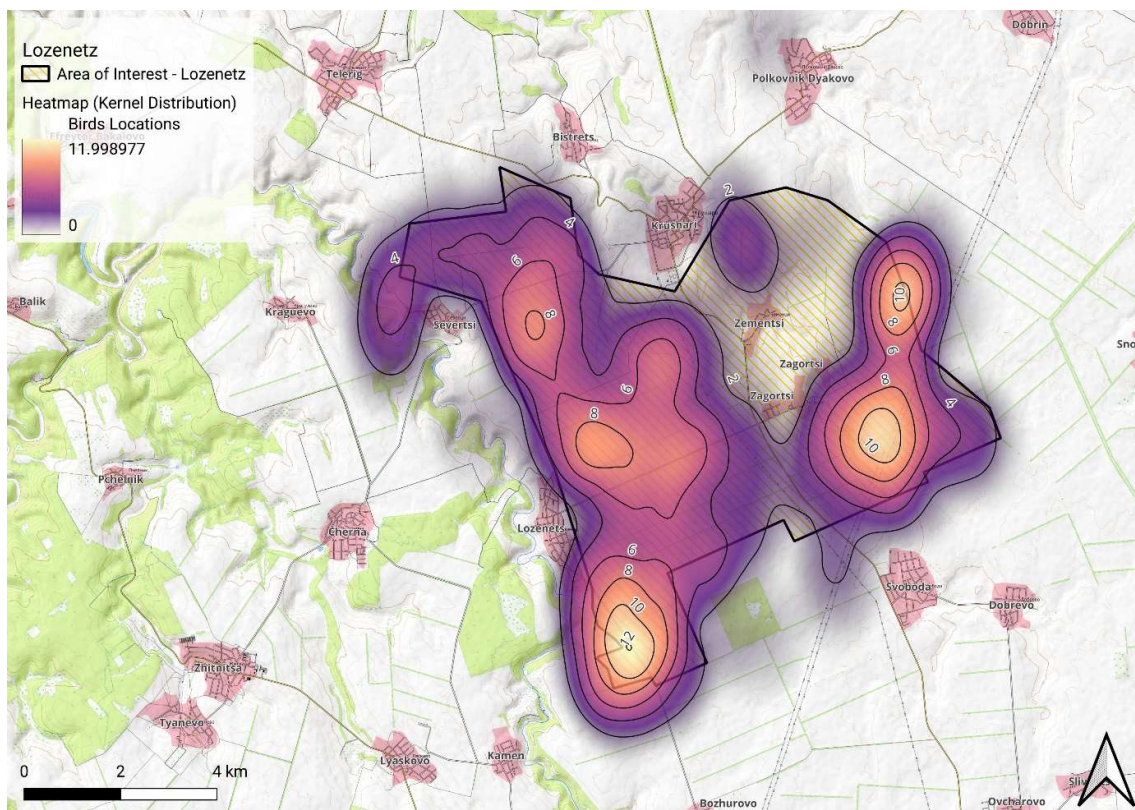 Lozenetz
Area of Interest - Lozenetz
Heatmap (Kernel Distribution)
Birds Locations
11.998977
0
Telerig
Dobrin
Polkovnik Dyakovo
Bistrets
Krusnari
2
4
4
6
10
8
8
6
Balik
Kraguevo
Severtsi
Zementsi
Zagortsi
Zagortsi
2
6
8
8
4
10
Pchelnik
Cherna
Lozenets
6
8
10
12
Svoboda
Dobrevo
Zhitnitsa
Tyanevo
Lyaskovo
Kamen
Bozhurovo
Ovcharovo
0 2 4 km